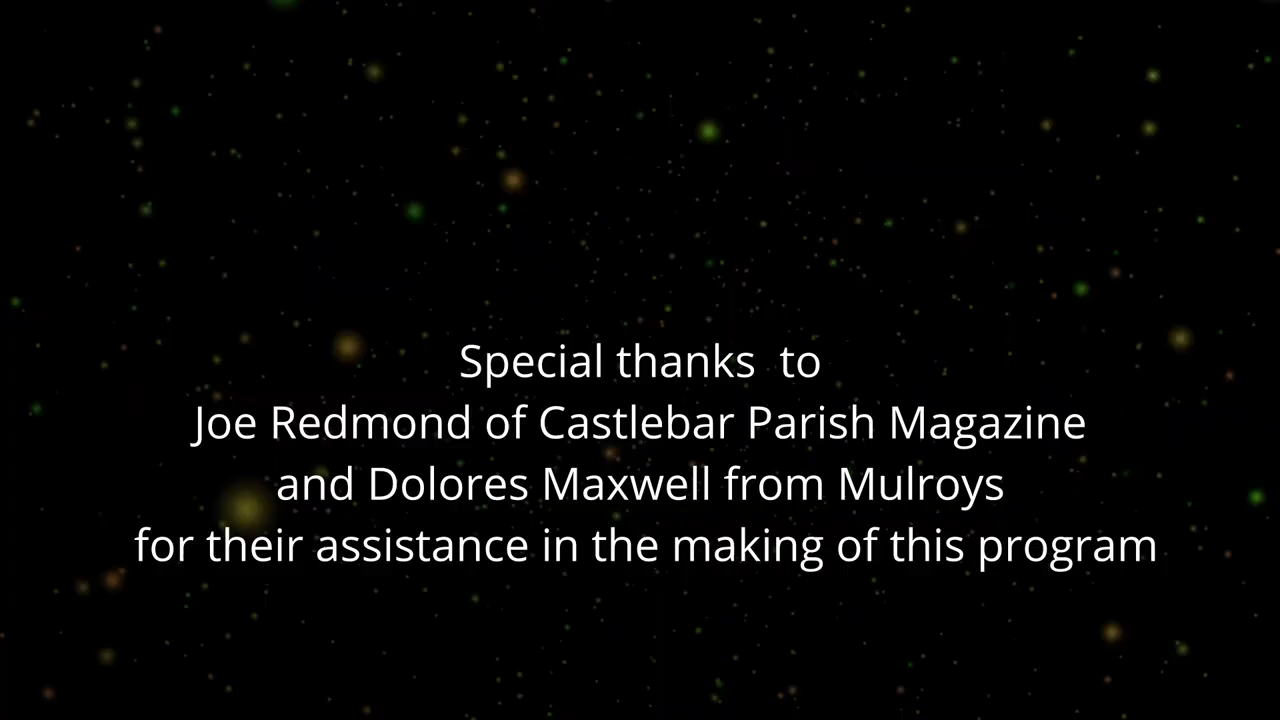 Special thanks  to
Joe Redmond of Castlebar Parish Magazine
and Dolores Maxwell from Mulroys
for their assistance in the making of this program